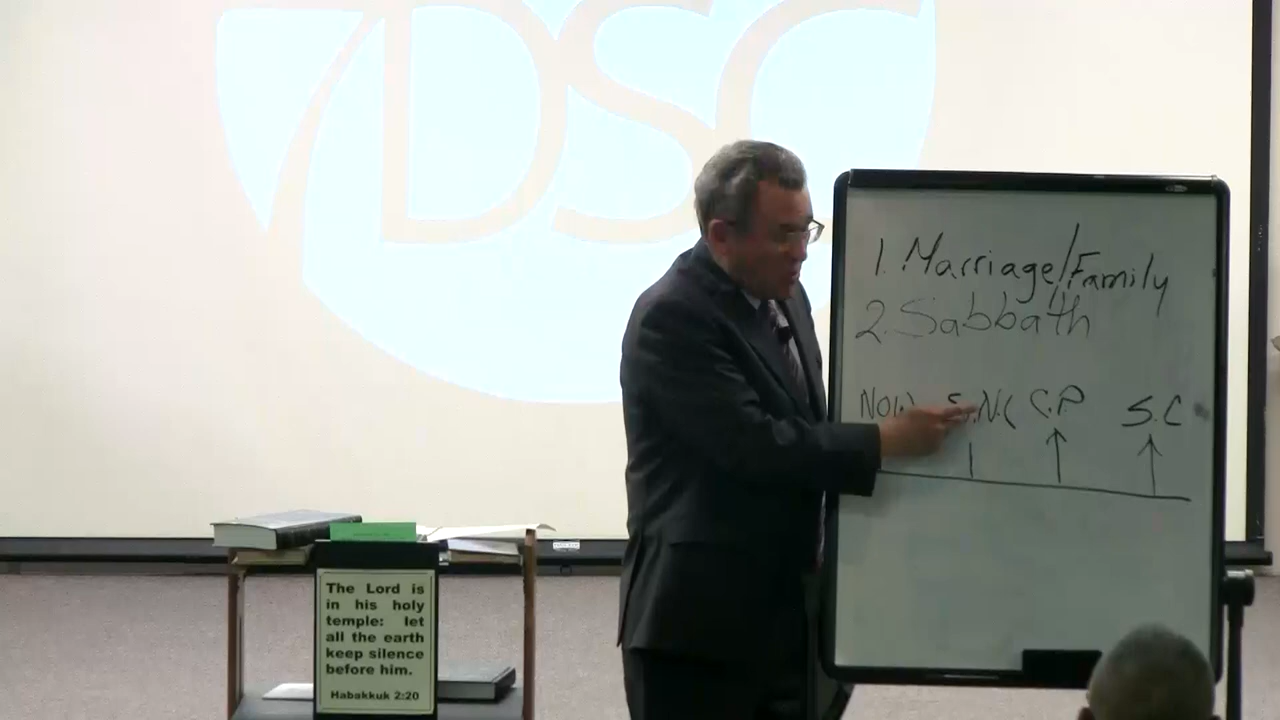 DSC
1. Marriage/Family
2. Sabbath
C.P S.C
The Lord is
in his holy
temple: let
all the earth
keep silence
before him.
Habakkuk 2:20